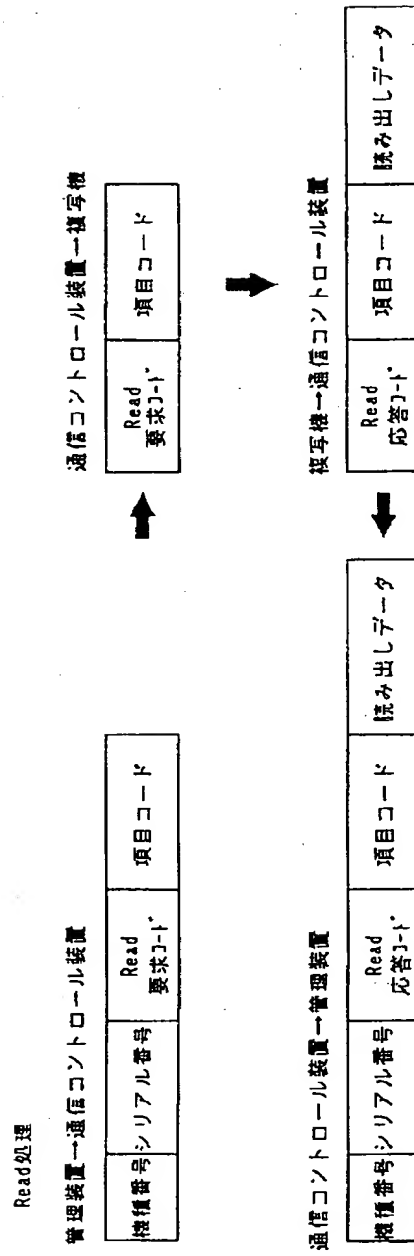 Read処理
管理装置→通信コントロール装置
機種番号 シリアル番号 Read 要求コード 項目コード
通信コントロール装置→複写機
Read 要求コード 項目コード
複写機→通信コントロール装置
Read 応答コード 項目コード 読み出しデータ
通信コントロール装置→管理装置
機種番号 シリアル番号 Read 応答コード 項目コード 読み出しデータ